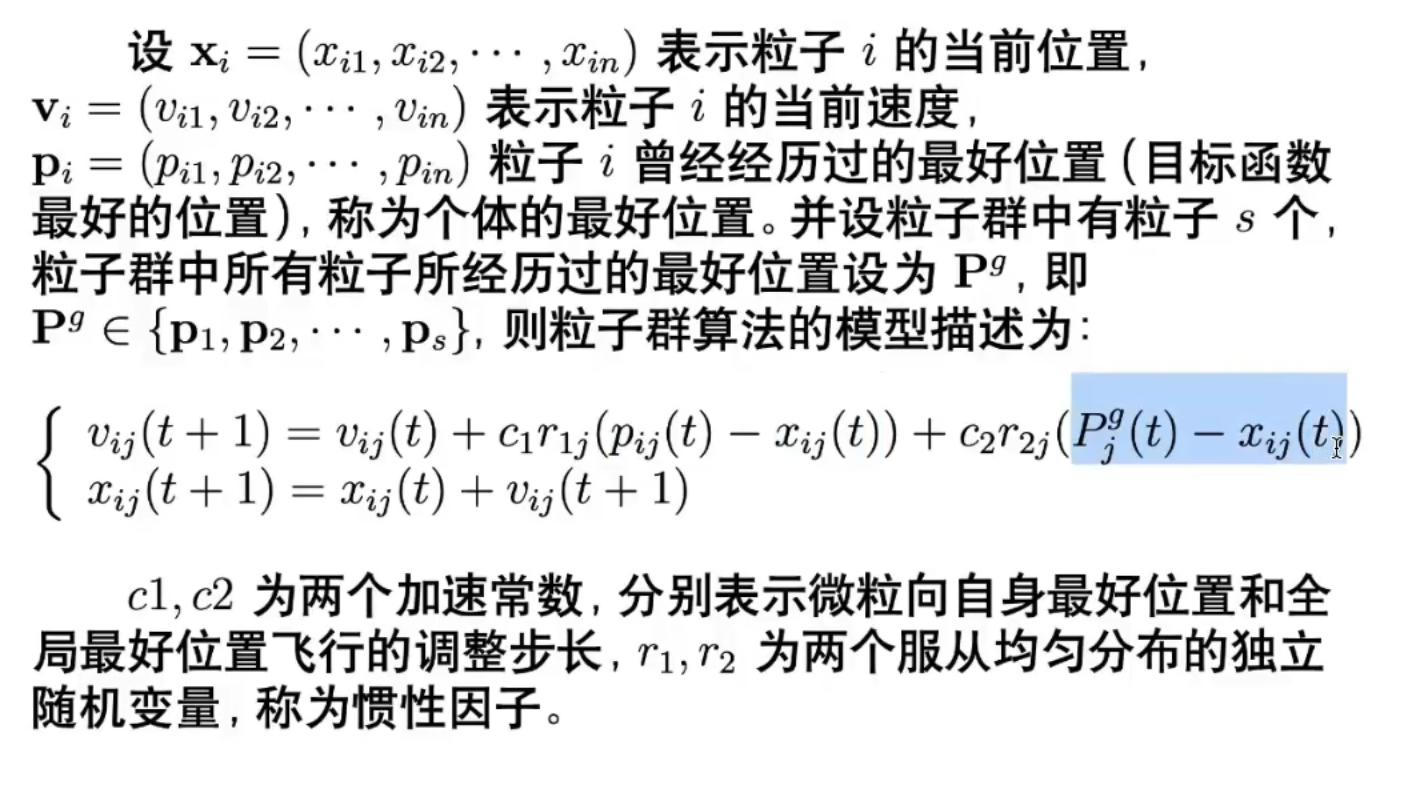 设 $\mathbf{x}_i = (x_{i1}, x_{i2}, \cdots, x_{in})$ 表示粒子 $i$ 的当前位置,
$\mathbf{v}_i = (v_{i1}, v_{i2}, \cdots, v_{in})$ 表示粒子 $i$ 的当前速度,
$\mathbf{p}_i = (p_{i1}, p_{i2}, \cdots, p_{in})$ 粒子 $i$ 曾经经历过的最好位置(目标函数
最好的位置), 称为个体的最好位置。并设粒子群中有粒子 $s$ 个,
粒子群中所有粒子所经历过的最好位置设为 $\mathbf{P}^g$, 即
$\mathbf{P}^g \in \{\mathbf{p}_1, \mathbf{p}_2, \cdots, \mathbf{p}_s\}$, 则粒子群算法的模型描述为:
$v_{ij}(t+1) = v_{ij}(t) + c_1 r_{1j}(p_{ij}(t) - x_{ij}(t)) + c_2 r_{2j}(P_j^g(t) - x_{ij}(t))$
$x_{ij}(t+1) = x_{ij}(t) + v_{ij}(t+1)$
$c1, c2$ 为两个加速常数, 分别表示微粒向自身最好位置和全
局最好位置飞行的调整步长, $r_1, r_2$ 为两个服从均匀分布的独立
随机变量, 称为惯性因子。